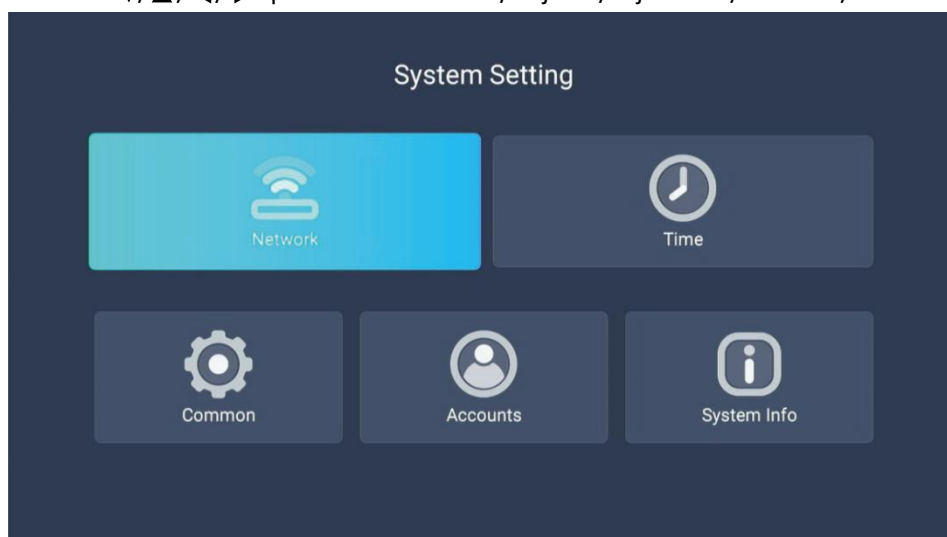 System Setting
Network
Time
Common
Accounts
System Info